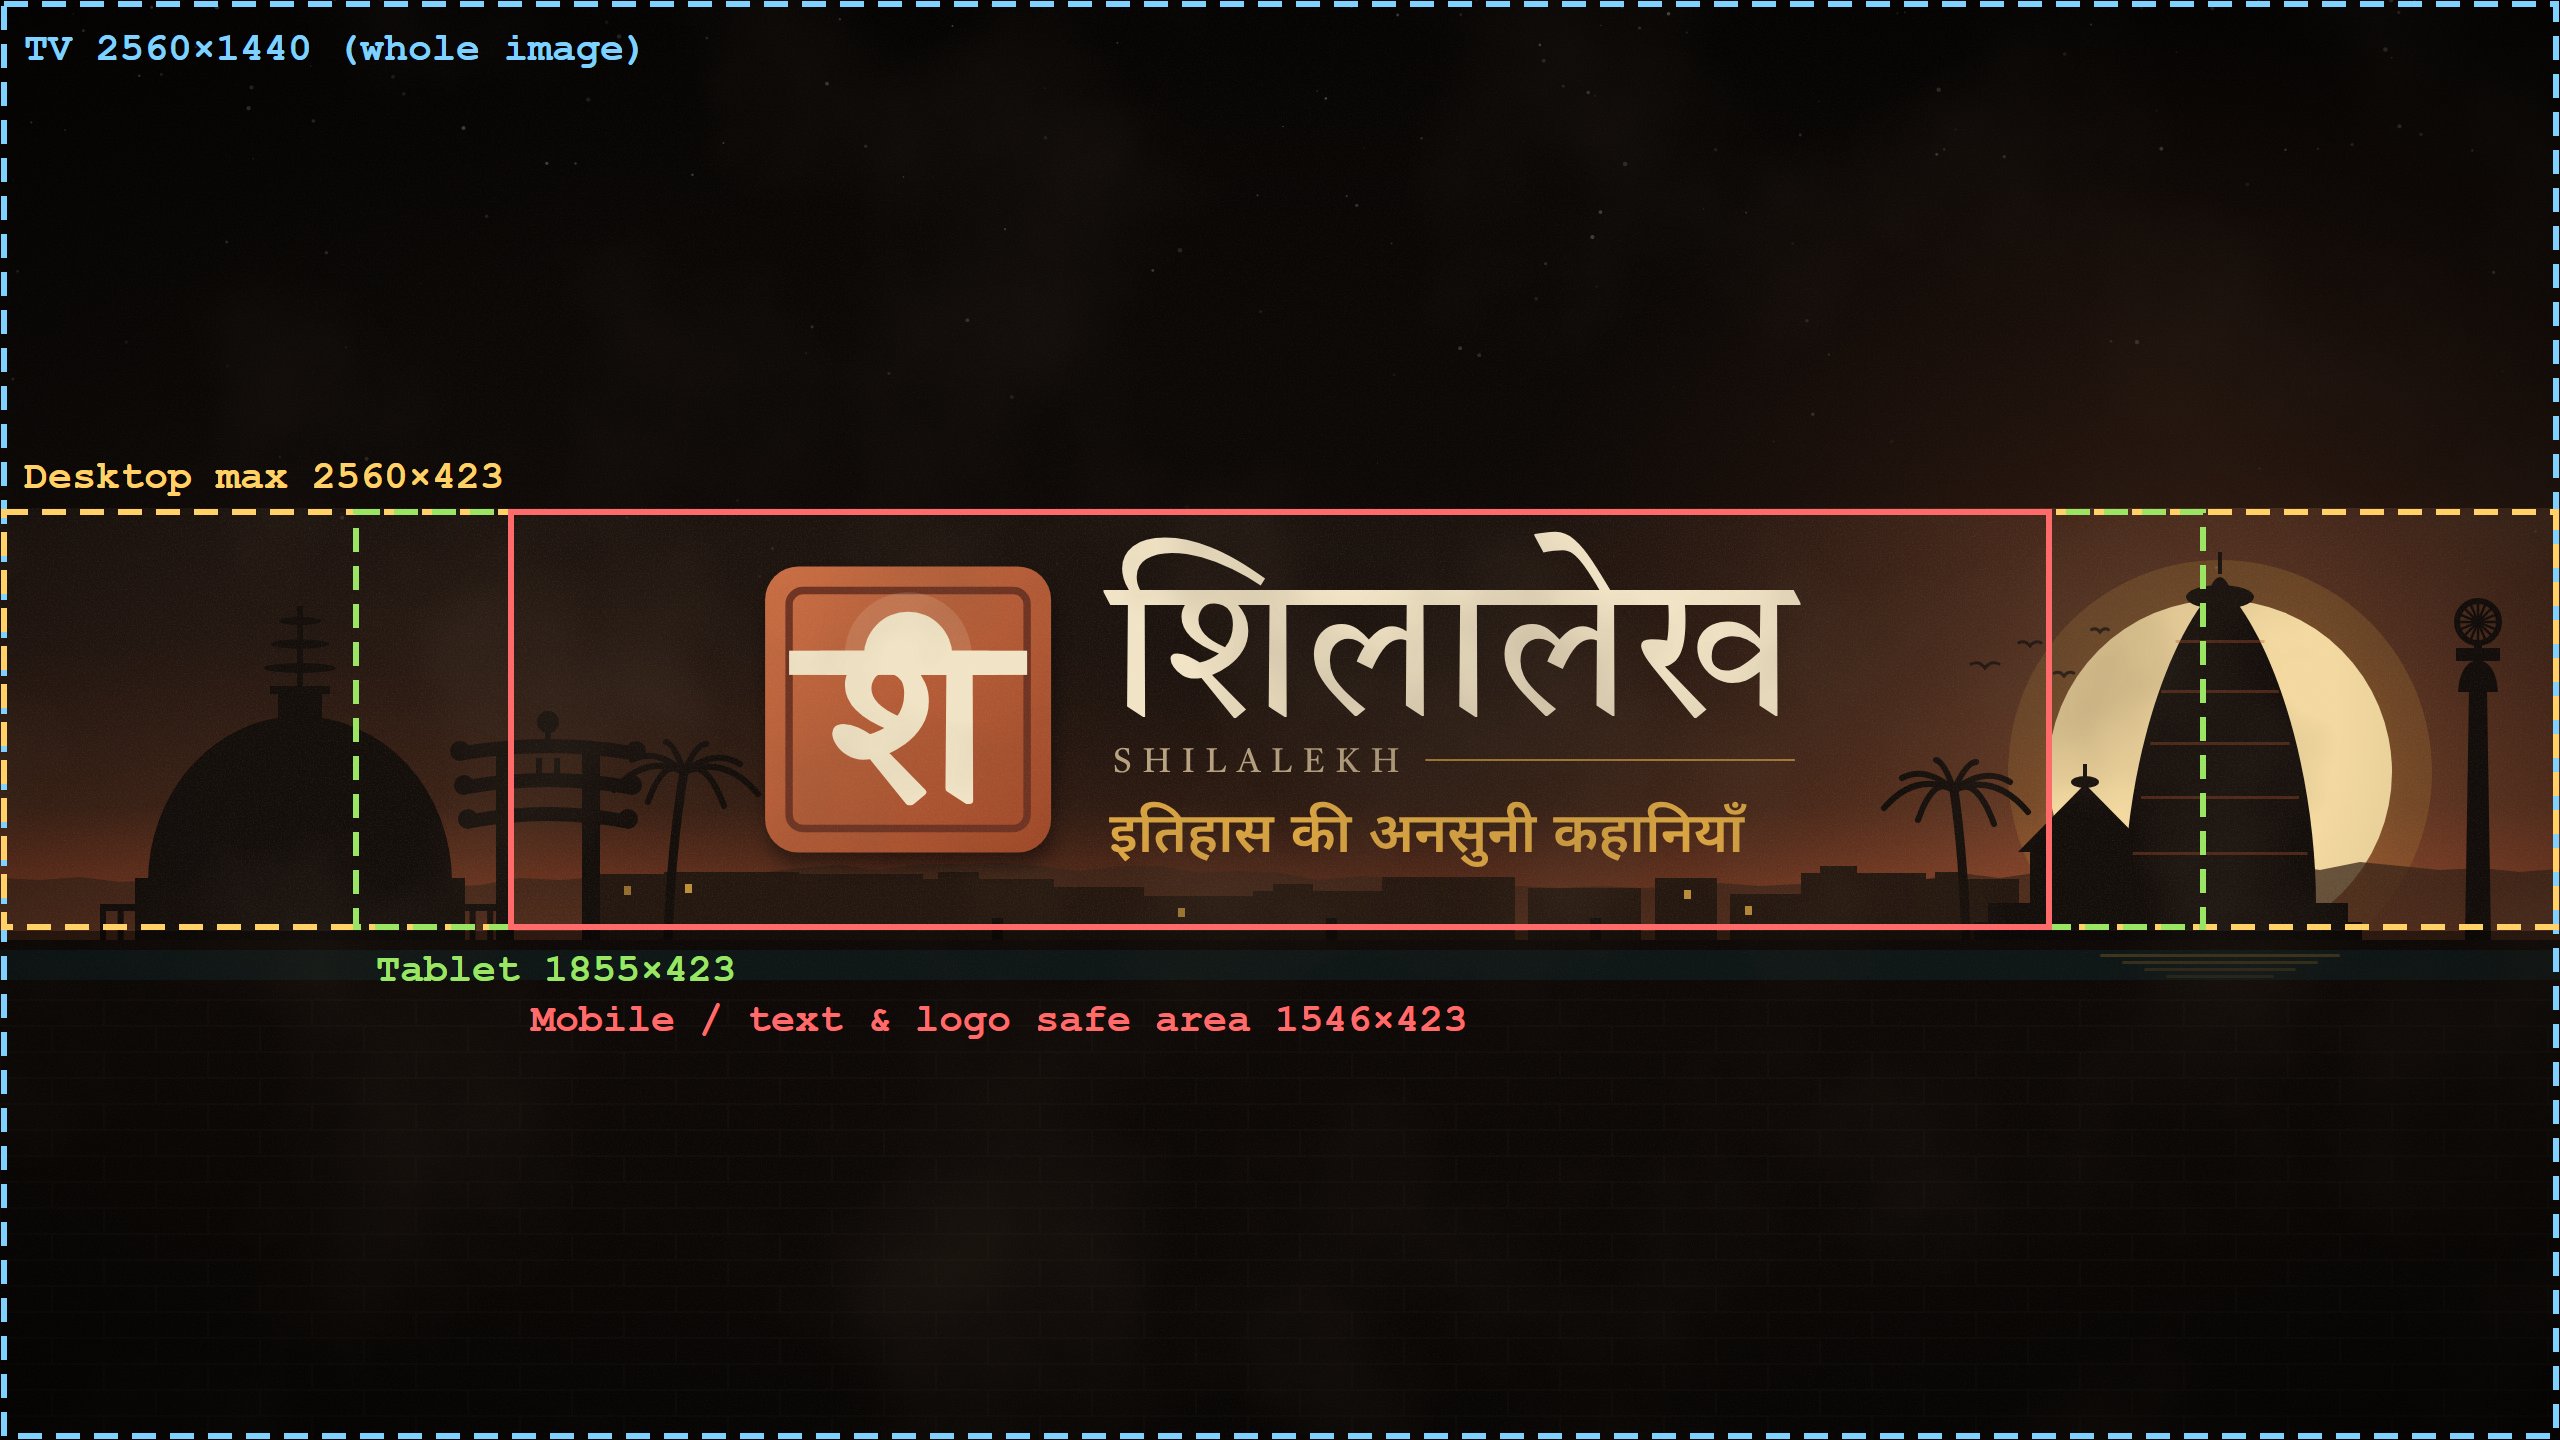 TV 2560×1440 (whole image)
Desktop max 2560×423
श
शिलालेख
SHILALEKH
इतिहास की अनसुनी कहानियाँ
Tablet 1855×423
Mobile / text & logo safe area 1546×423